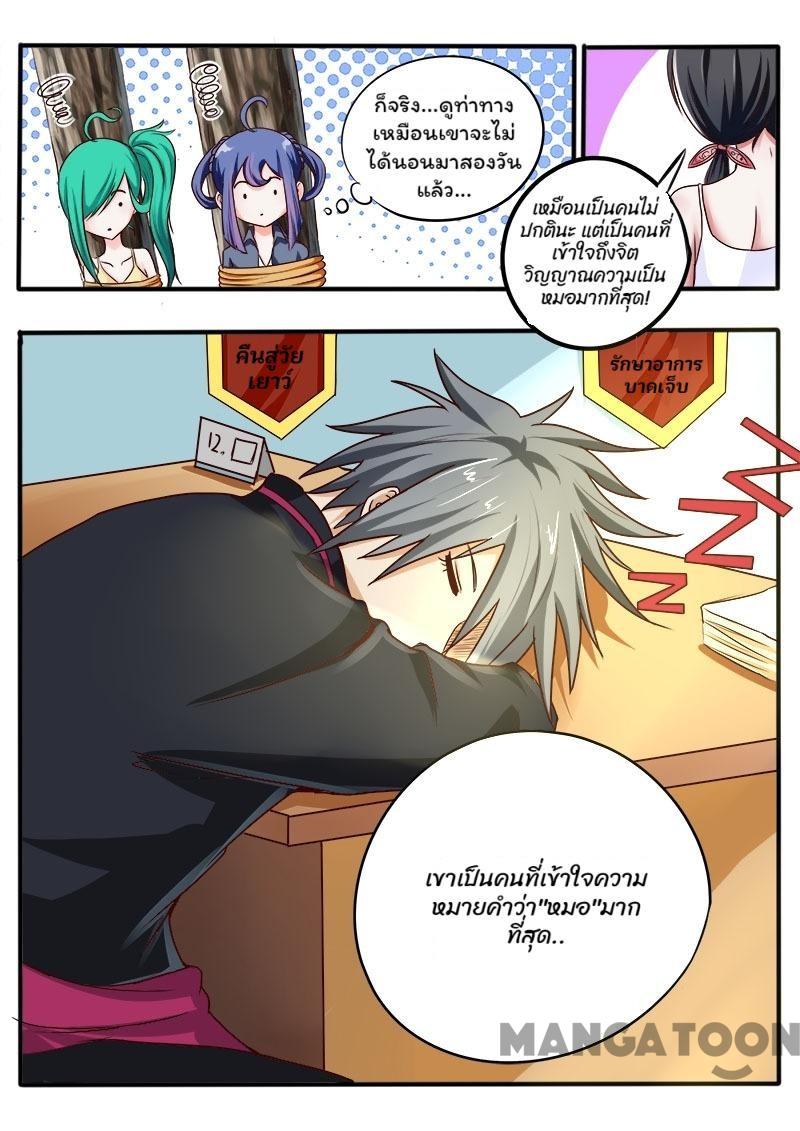 ก็จริง...ดูท่าทาง
เหมือนเขาจะไม่
ได้นอนมาสองวัน
แล้ว...
เหมือนเป็นคนไม่
ปกตินะ แต่เป็นคนที่
เข้าใจถึงจิต
วิญญาณความเป็น
หมอมากที่สุด!
คืนสู่วัย
เยาว์
รักษาอาการ
บาดเจ็บ
12.
N N N N
เขาเป็นคนที่เข้าใจความ
หมายคำว่า"หมอ"มาก
ที่สุด..
MANGATOON